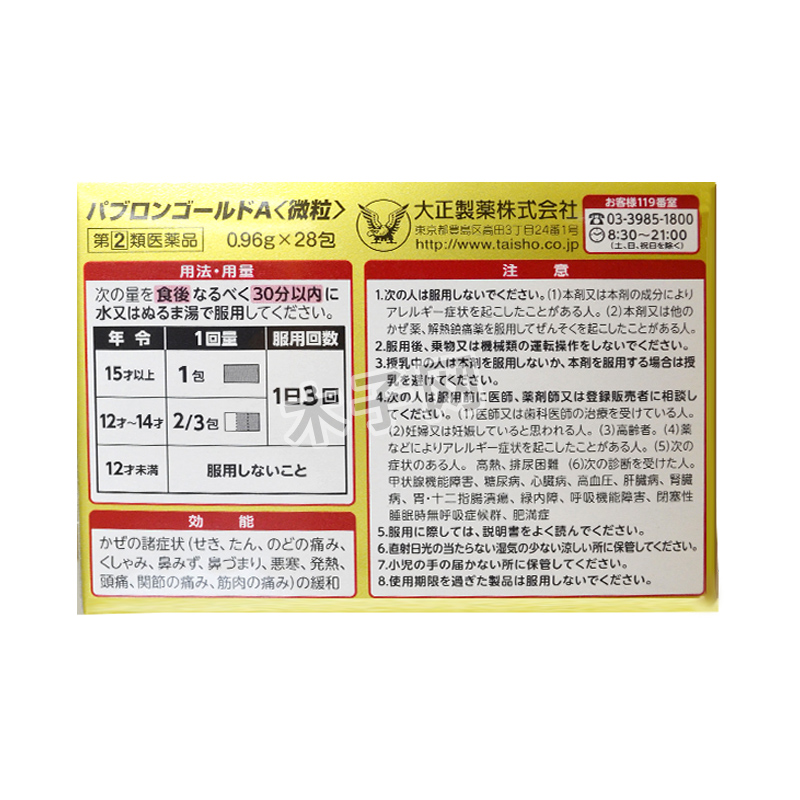 パブロンゴールドA〈微粒〉
第②類医薬品 0.96g×28包
大正製薬株式会社
東京都豊島区高田3丁目24番1号
http://www.taisho.co.jp
お客様119番室
03-3985-1800
8:30~21:00
(土、日、祝日を除く)
用法・用量
次の量を食後なるべく30分以内に
水又はぬるま湯で服用してください。
年令 1回量 服用回数
15才以上 1包
1日3回
12才~14才 2/3包
12才未満 服用しないこと
効能
かぜの諸症状(せき、たん、のどの痛み、
くしゃみ、鼻みず、鼻づまり、悪寒、発熱、
頭痛、関節の痛み、筋肉の痛み)の緩和
注意
1.次の人は服用しないでください。(1)本剤又は本剤の成分により
アレルギー症状を起こしたことがある人。(2)本剤又は他の
かぜ薬、解熱鎮痛薬を服用してぜんそくを起こしたことがある人。
2.服用後、乗物又は機械類の運転操作をしないでください。
3.授乳中の人は本剤を服用しないか、本剤を服用する場合は授
乳を避けてください。
4.次の人は服用前に医師、薬剤師又は登録販売者に相談し
てください。(1)医師又は歯科医師の治療を受けている人。
(2)妊婦又は妊娠していると思われる人。(3)高齢者。(4)薬
などによりアレルギー症状を起こしたことがある人。(5)次の
症状のある人。 高熱、排尿困難 (6)次の診断を受けた人。
甲状腺機能障害、糖尿病、心臓病、高血圧、肝臓病、腎臓
病、胃・十二指腸潰瘍、緑内障、呼吸機能障害、閉塞性
睡眠時無呼吸症候群、肥満症
5.服用に際しては、説明書をよく読んでください。
6.直射日光の当たらない湿気の少ない涼しい所に保管してください。
7.小児の手の届かない所に保管してください。
8.使用期限を過ぎた製品は服用しないでください。
木子网